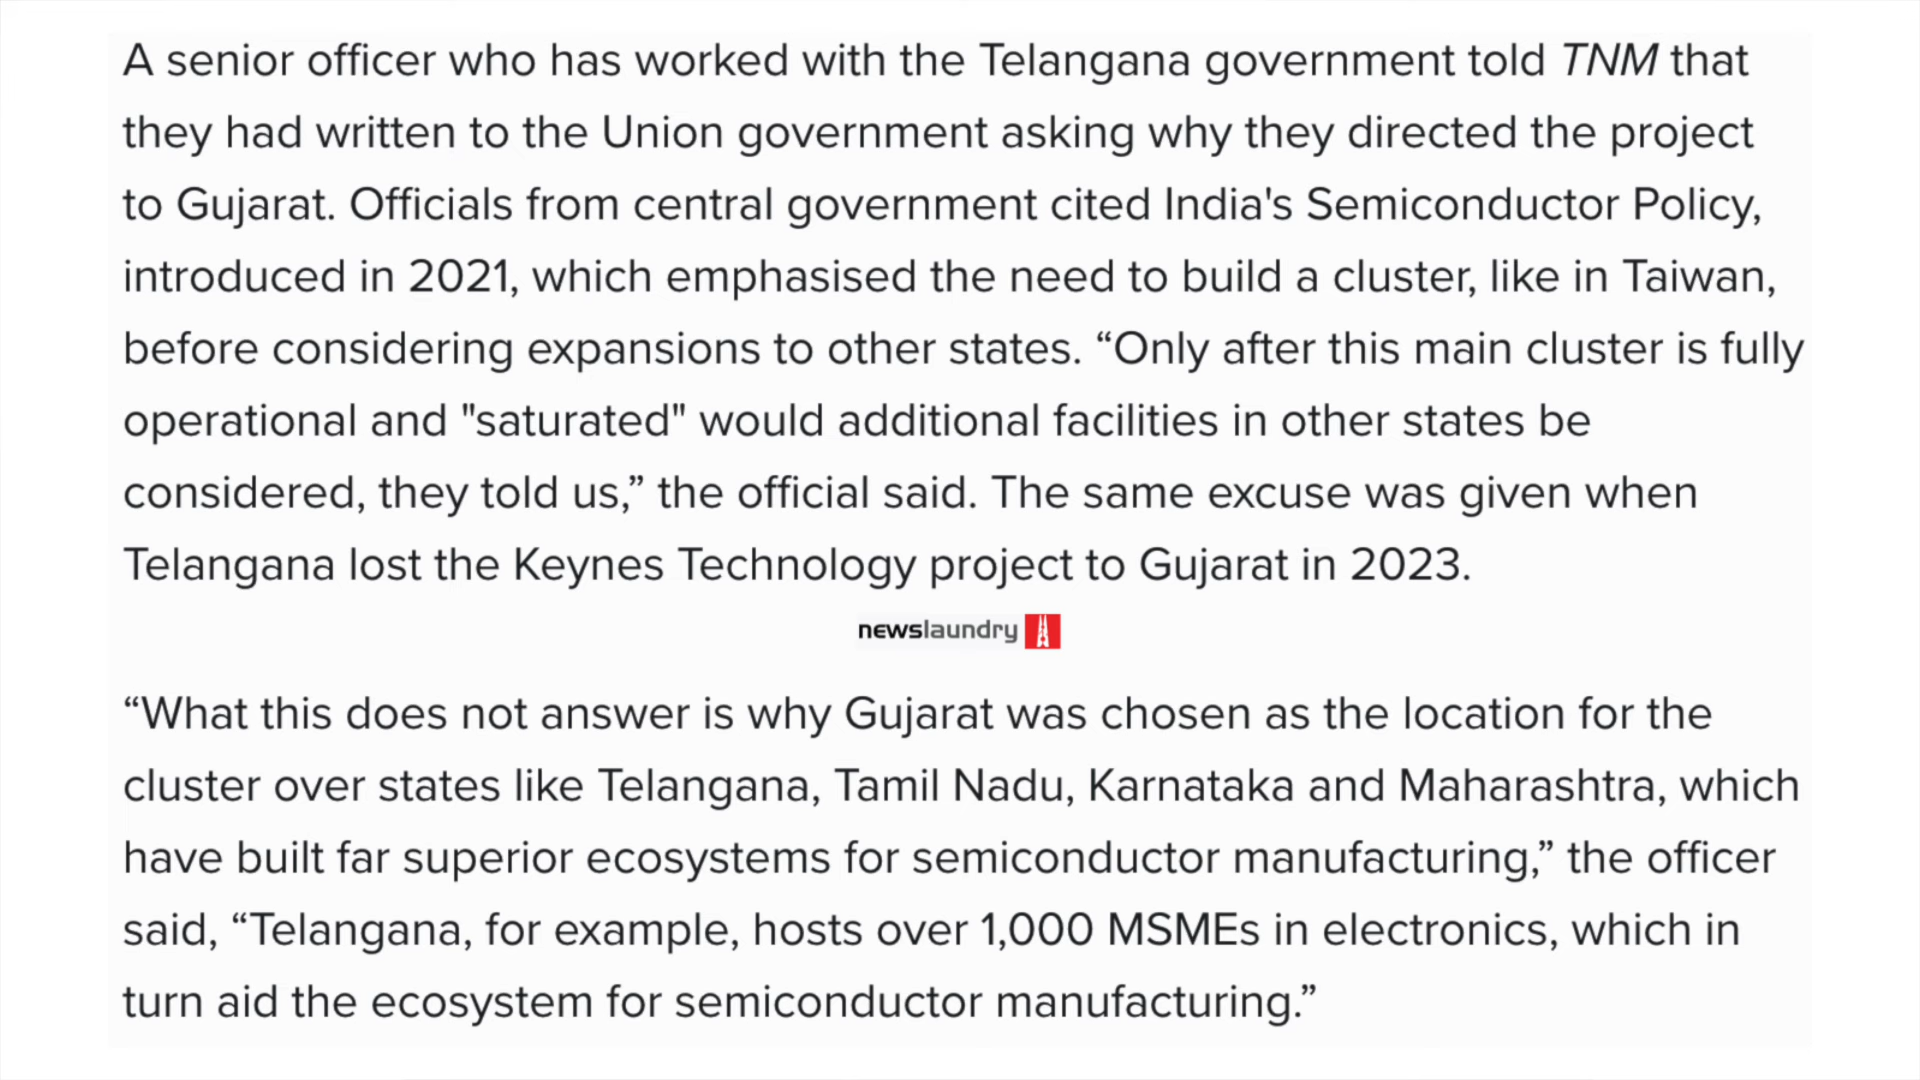 A senior officer who has worked with the Telangana government told TNM that
they had written to the Union government asking why they directed the project
to Gujarat. Officials from central government cited India's Semiconductor Policy,
introduced in 2021, which emphasised the need to build a cluster, like in Taiwan,
before considering expansions to other states. “Only after this main cluster is fully
operational and "saturated" would additional facilities in other states be
considered, they told us,” the official said. The same excuse was given when
Telangana lost the Keynes Technology project to Gujarat in 2023.
newslaundry
“What this does not answer is why Gujarat was chosen as the location for the
cluster over states like Telangana, Tamil Nadu, Karnataka and Maharashtra, which
have built far superior ecosystems for semiconductor manufacturing,” the officer
said, “Telangana, for example, hosts over 1,000 MSMEs in electronics, which in
turn aid the ecosystem for semiconductor manufacturing.”